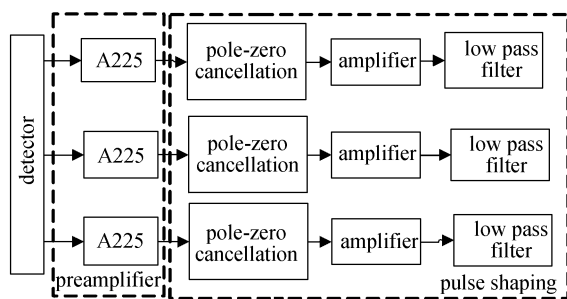 detector
A225
pole-zero
cancellation
amplifier
low pass
filter
A225
pole-zero
cancellation
amplifier
low pass
filter
A225
pole-zero
cancellation
amplifier
low pass
filter
preamplifier
pulse shaping